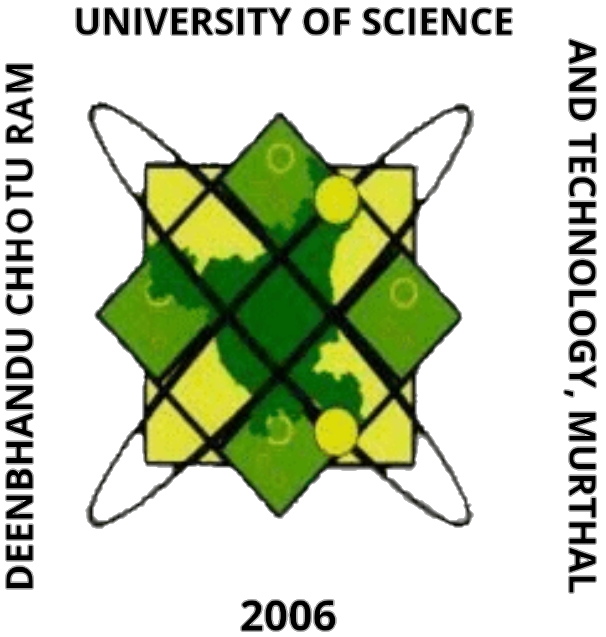 DEENBHANDU CHHOTU RAM
UNIVERSITY OF SCIENCE
AND TECHNOLOGY, MURTHAL
2006